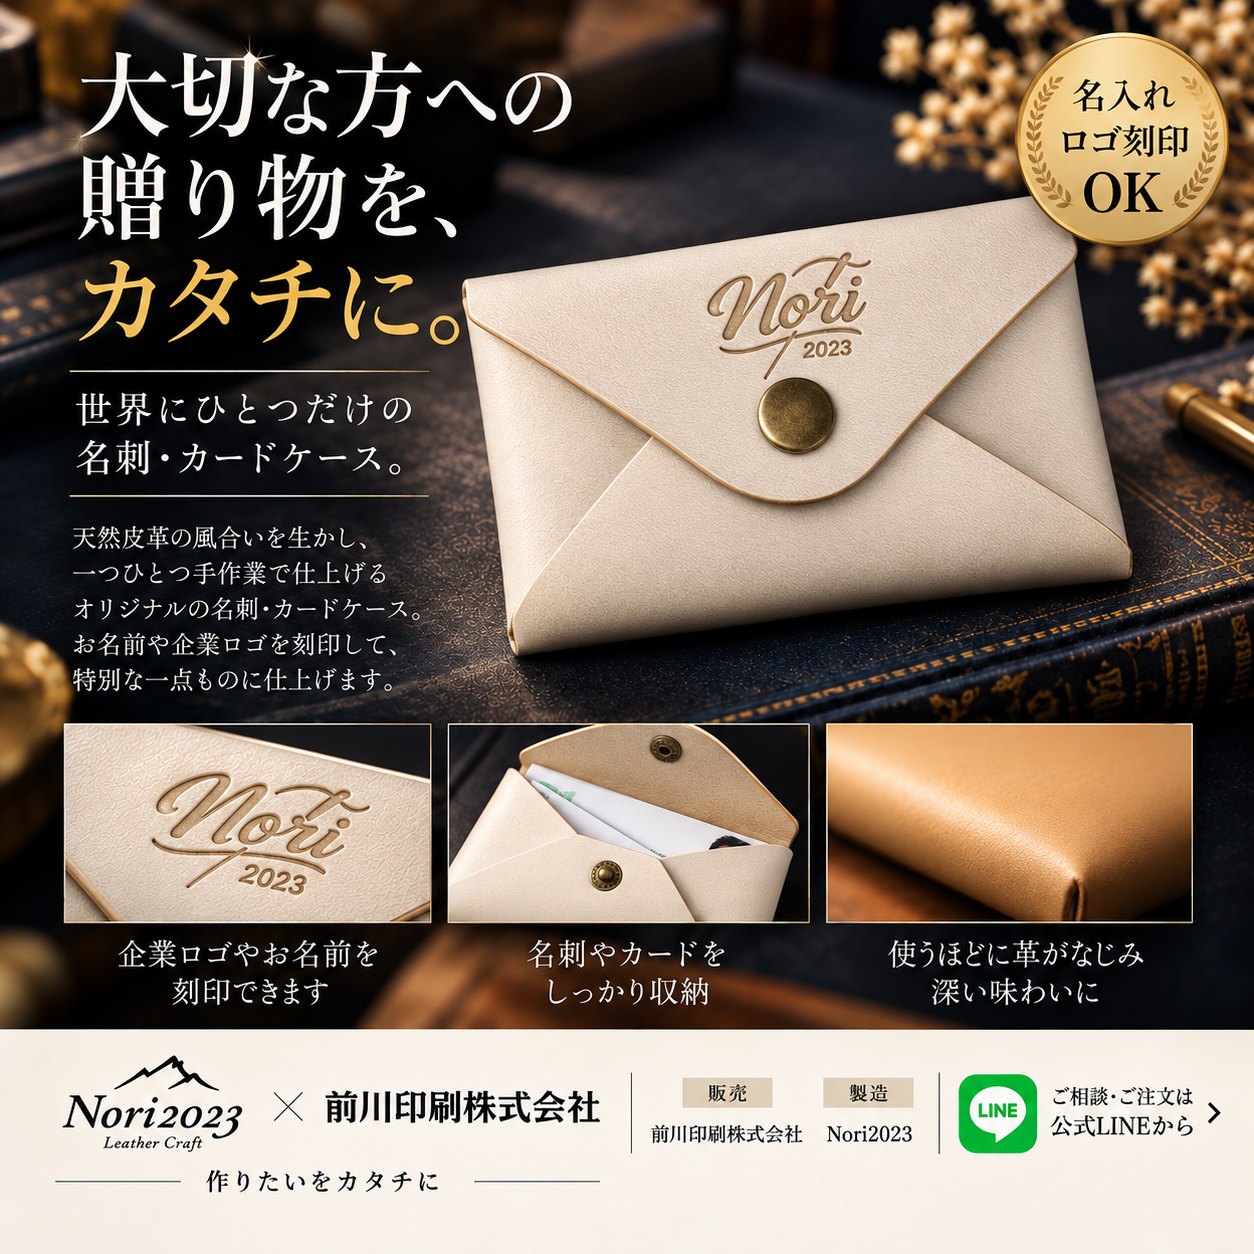 大切な方への
贈り物を、
カタチに。
世界にひとつだけの
名刺・カードケース。
天然皮革の風合いを生かし、
一つひとつ手作業で仕上げる
オリジナルの名刺・カードケース。
お名前や企業ロゴを刻印して、
特別な一点ものに仕上げます。
名入れ
ロゴ刻印
OK
Nori
2023
Nori
2023
企業ロゴやお名前を
刻印できます
名刺やカードを
しっかり収納
使うほどに革がなじみ
深い味わいに
Nori2023
Leather Craft
× 前川印刷株式会社
作りたいをカタチに
販売
前川印刷株式会社
製造
Nori2023
LINE
ご相談・ご注文は
公式LINEから